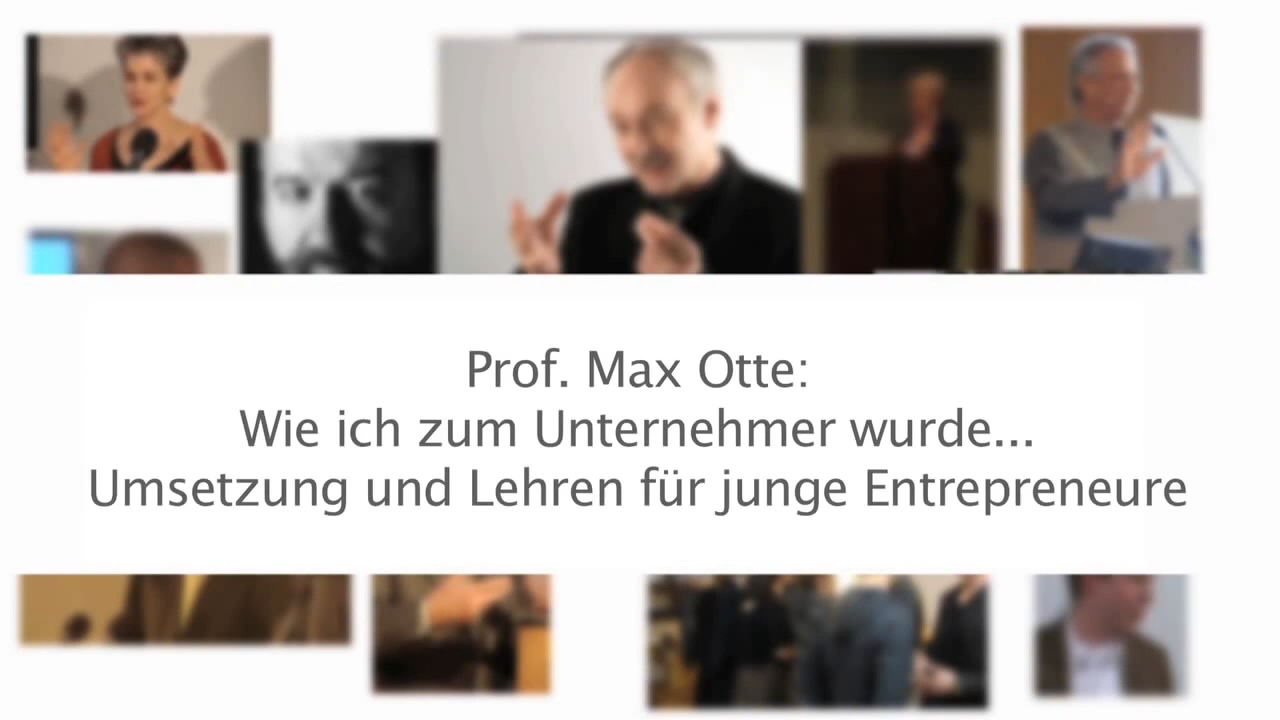 Prof. Max Otte:
Wie ich zum Unternehmer wurde...
Umsetzung und Lehren für junge Entrepreneure